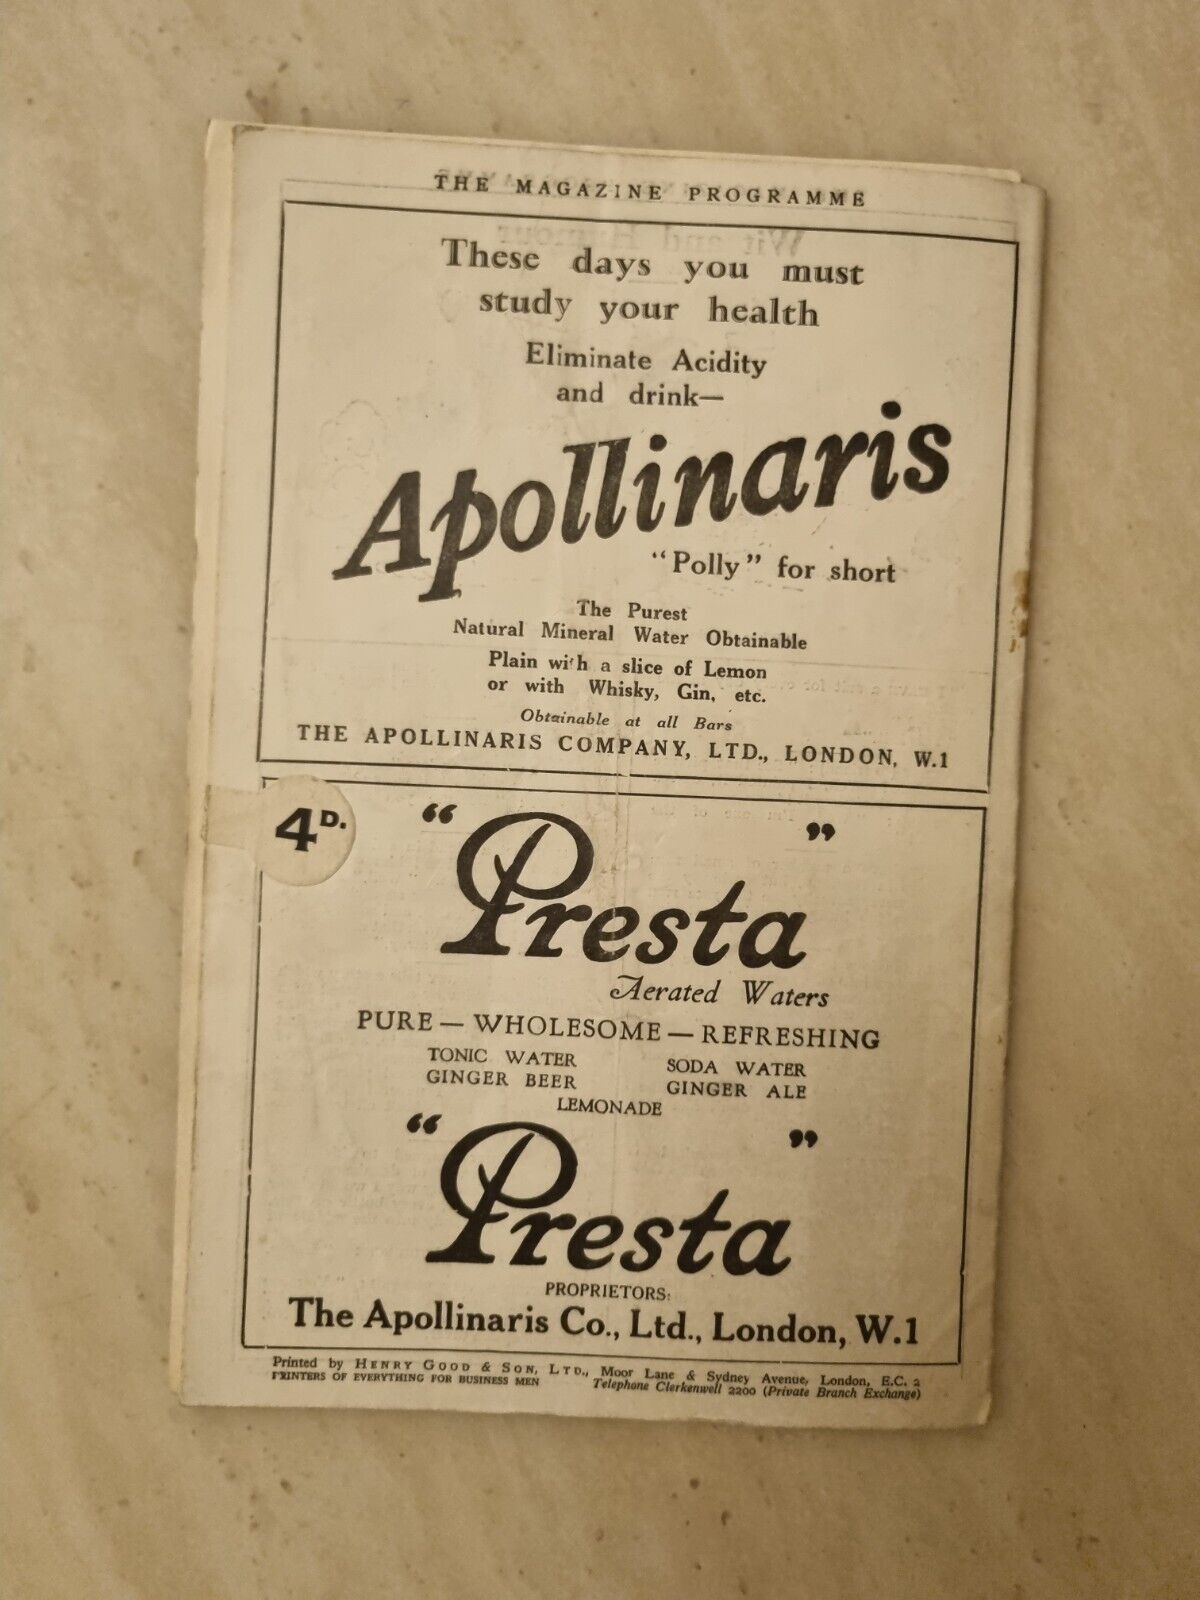 THE MAGAZINE PROGRAMME
These days you must
study your health
Eliminate Acidity
and drink—
Apollinaris
"Polly" for short
The Purest
Natural Mineral Water Obtainable
Plain with a slice of Lemon
or with Whisky, Gin, etc.
Obtainable at all Bars
THE APOLLINARIS COMPANY, LTD., LONDON, W.1
4D.
"Presta"
Aerated Waters
PURE — WHOLESOME — REFRESHING
TONIC WATER SODA WATER
GINGER BEER GINGER ALE
LEMONADE
"Presta"
PROPRIETORS:
The Apollinaris Co., Ltd., London, W.1
Printed by HENRY GOOD & SON, LTD., Moor Lane & Sydney Avenue, London, E.C. 2
PRINTERS OF EVERYTHING FOR BUSINESS MEN Telephone Clerkenwell 2200 (Private Branch Exchange)